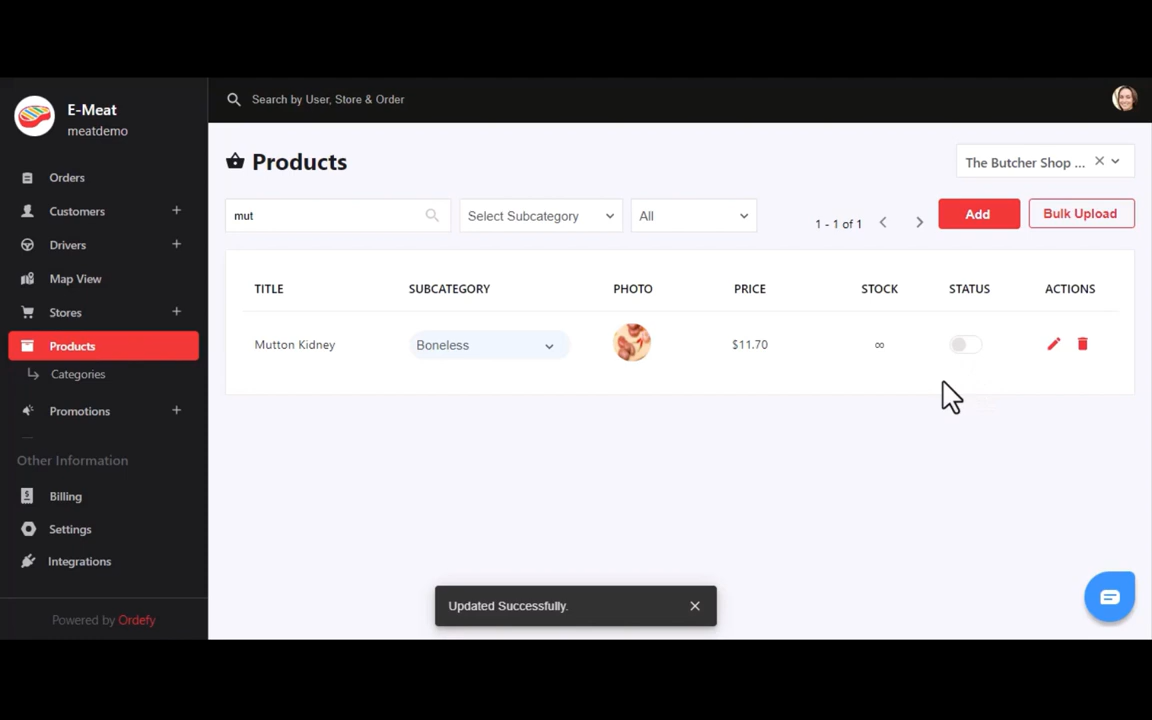 E-Meat
meatdemo
Search by User, Store & Order
Orders
Customers
Drivers
Map View
Stores
Products
Categories
Promotions
Other Information
Billing
Settings
Integrations
Powered by Ordefy
Products
The Butcher Shop ...
mut
Select Subcategory
All
1 - 1 of 1
Add
Bulk Upload
TITLE SUBCATEGORY PHOTO PRICE STOCK STATUS ACTIONS
Mutton Kidney Boneless $11.70 ∞
Updated Successfully.